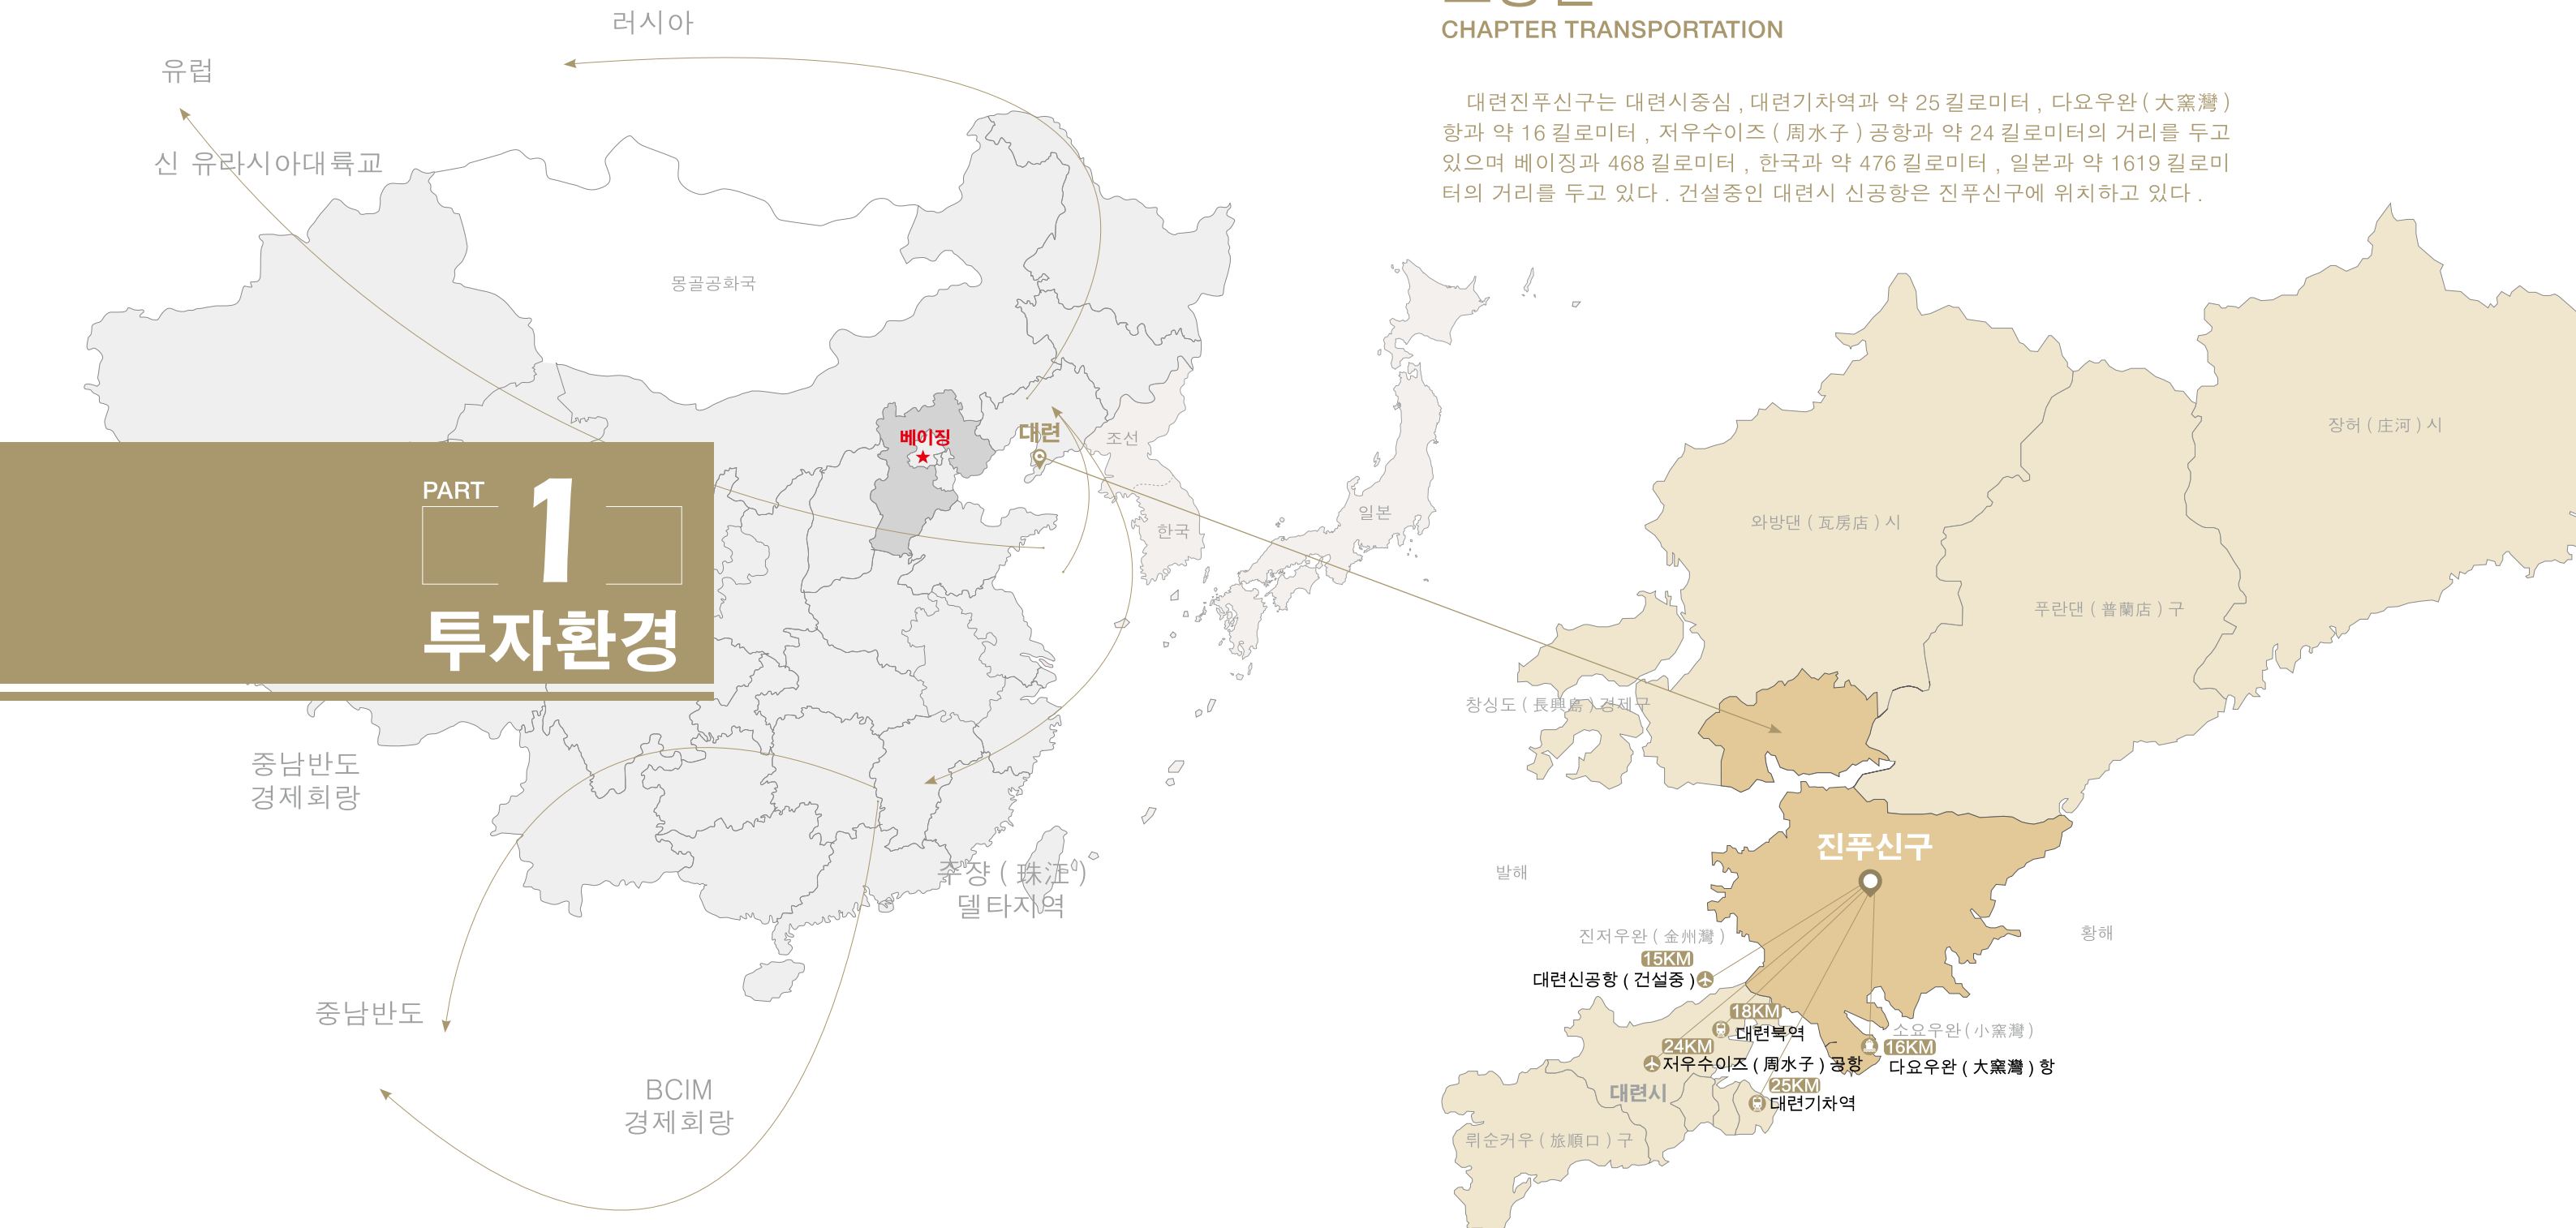 러시아
유럽
신 유라시아대륙교
몽골공화국
베이징
대련
조선
한국
일본
PART
1
투자환경
중남반도
경제회랑
주쟝 ( 珠江 )
델타지역
중남반도
BCIM
경제회랑
CHAPTER TRANSPORTATION
대련진푸신구는 대련시중심 , 대련기차역과 약 25 킬로미터 , 다요우완 ( 大窯灣 )
항과 약 16 킬로미터 , 저우수이즈 ( 周水子 ) 공항과 약 24 킬로미터의 거리를 두고
있으며 베이징과 468 킬로미터 , 한국과 약 476 킬로미터 , 일본과 약 1619 킬로미
터의 거리를 두고 있다 . 건설중인 대련시 신공항은 진푸신구에 위치하고 있다 .
장허 ( 庄河 ) 시
와방댄 ( 瓦房店 ) 시
푸란댄 ( 普蘭店 ) 구
창싱도 ( 長興島 ) 경제구
진푸신구
발해
황해
진저우완 ( 金州灣 )
15KM
대련신공항 ( 건설중 )
18KM
대련북역
소요우완 ( 小窯灣 )
24KM
저우수이즈 ( 周水子 ) 공항
16KM
다요우완 ( 大窯灣 ) 항
25KM
대련기차역
대련시
뤼순커우 ( 旅順口 ) 구